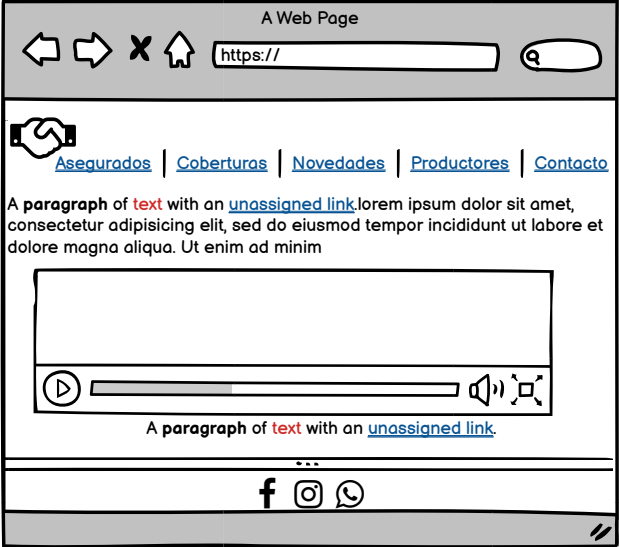 A Web Page
https://
Asegurados Coberturas Novedades Productores Contacto
A paragraph of text with an unassigned link.lorem ipsum dolor sit amet,
consectetur adipisicing elit, sed do eiusmod tempor incididunt ut labore et
dolore magna aliqua. Ut enim ad minim
A paragraph of text with an unassigned link.